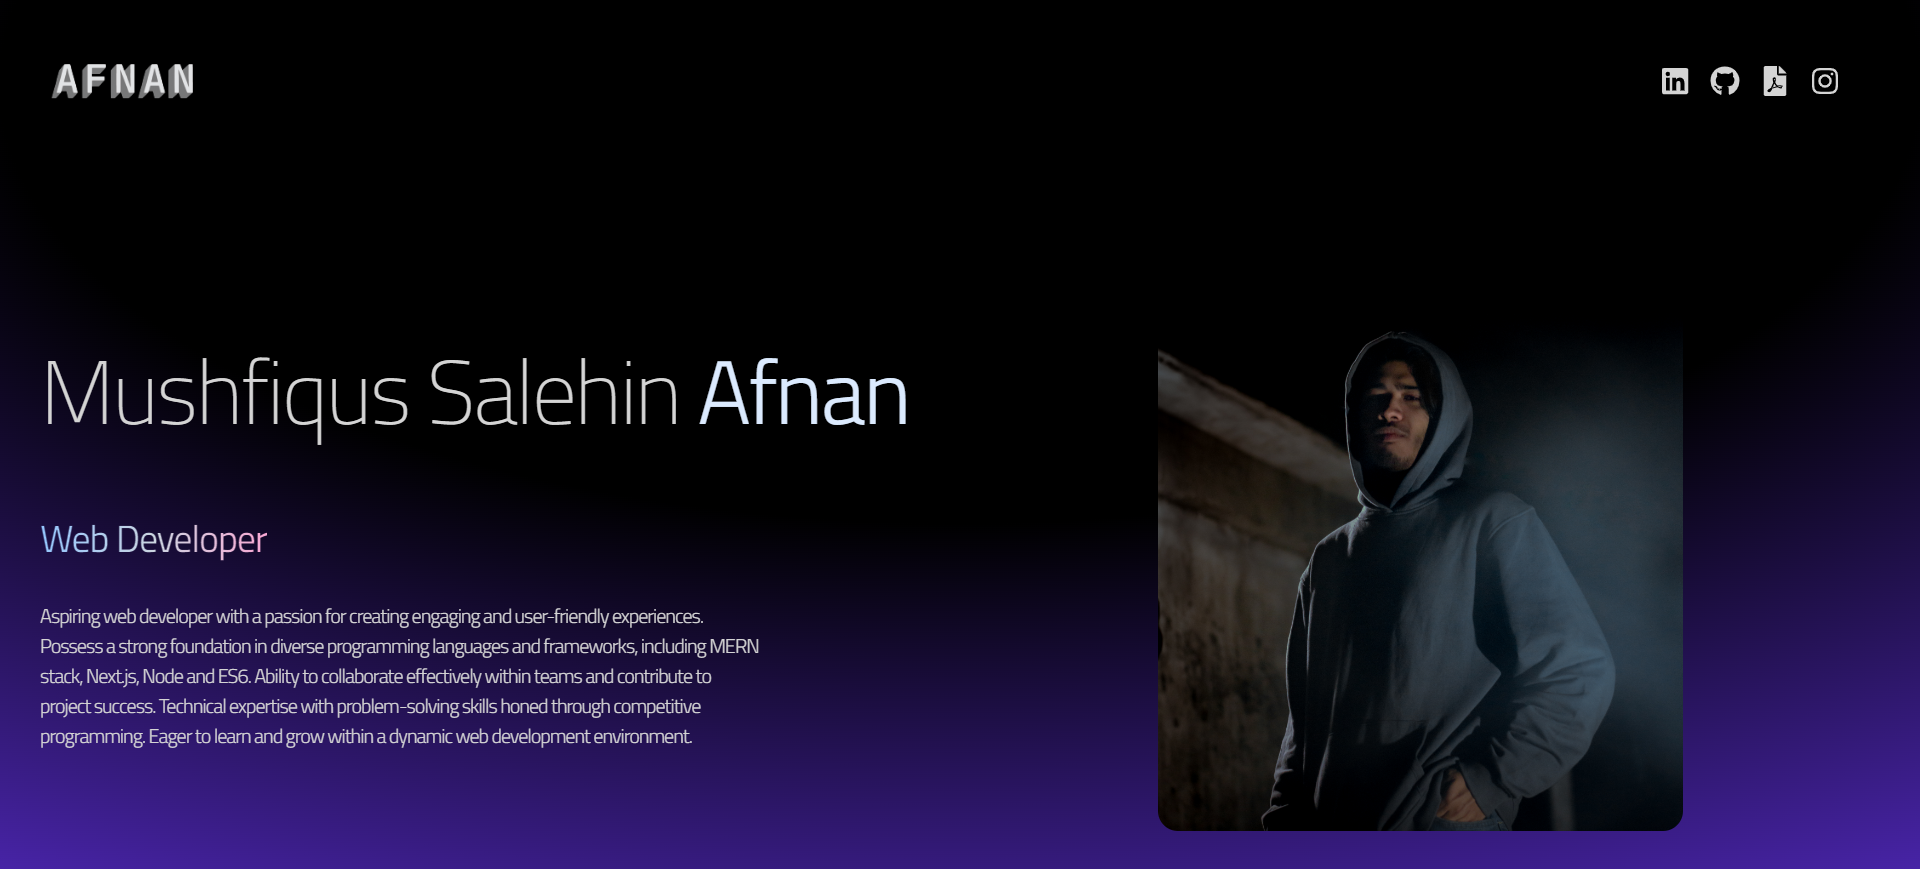 AFNAN
in
Mushfiqus Salehin Afnan
Web Developer
Aspiring web developer with a passion for creating engaging and user-friendly experiences.
Possess a strong foundation in diverse programming languages and frameworks, including MERN
stack, Next.js, Node and ES6. Ability to collaborate effectively within teams and contribute to
project success. Technical expertise with problem-solving skills honed through competitive
programming. Eager to learn and grow within a dynamic web development environment.